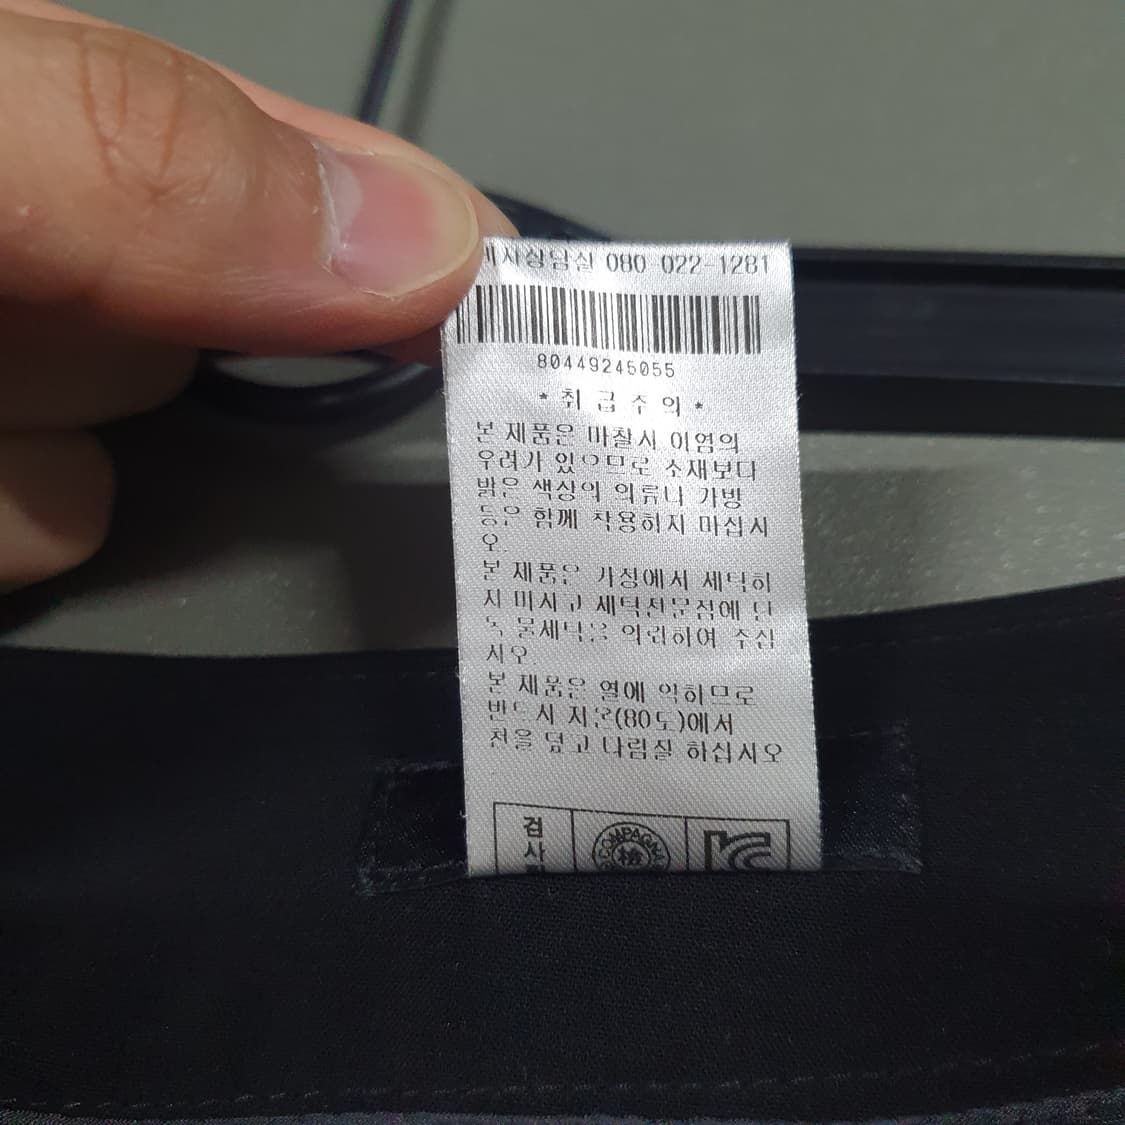 상담실 080-022-1281
80449245055
* 취 급 주 의 *
본 제품은 마찰시 이염의
우려가 있으므로 소재보다
밝은 색상의 의류나 가방
등은 함께 착용하지 마십시
오.
본 제품은 가정에서 세탁하
지 마시고 세탁전문점에 단
독 물세탁을 의뢰하여 주십
시오.
본 제품은 열에 약하므로
반드시 저온(80도)에서
천을 덮고 다림질 하십시오
검
사
COMPAGNA
檢